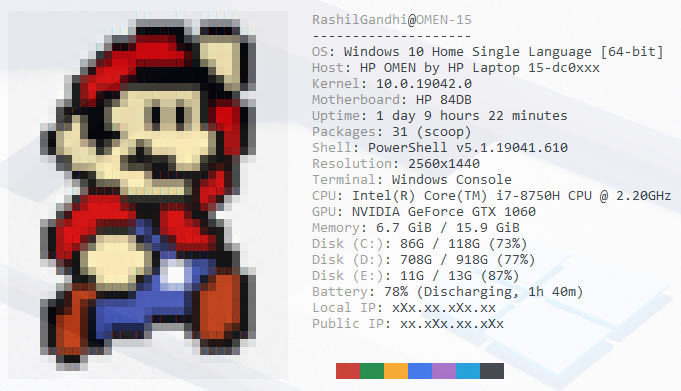 RashilGandhi@OMEN-15
--------------------
OS: Windows 10 Home Single Language [64-bit]
Host: HP OMEN by HP Laptop 15-dc0xxx
Kernel: 10.0.19042.0
Motherboard: HP 84DB
Uptime: 1 day 9 hours 22 minutes
Packages: 31 (scoop)
Shell: PowerShell v5.1.19041.610
Resolution: 2560x1440
Terminal: Windows Console
CPU: Intel(R) Core(TM) i7-8750H CPU @ 2.20GHz
GPU: NVIDIA GeForce GTX 1060
Memory: 6.7 GiB / 15.9 GiB
Disk (C:): 86G / 118G (73%)
Disk (D:): 708G / 918G (77%)
Disk (E:): 11G / 13G (87%)
Battery: 78% (Discharging, 1h 40m)
Local IP: xXx.xx.xXx.xx
Public IP: xx.xXx.xx.xXx